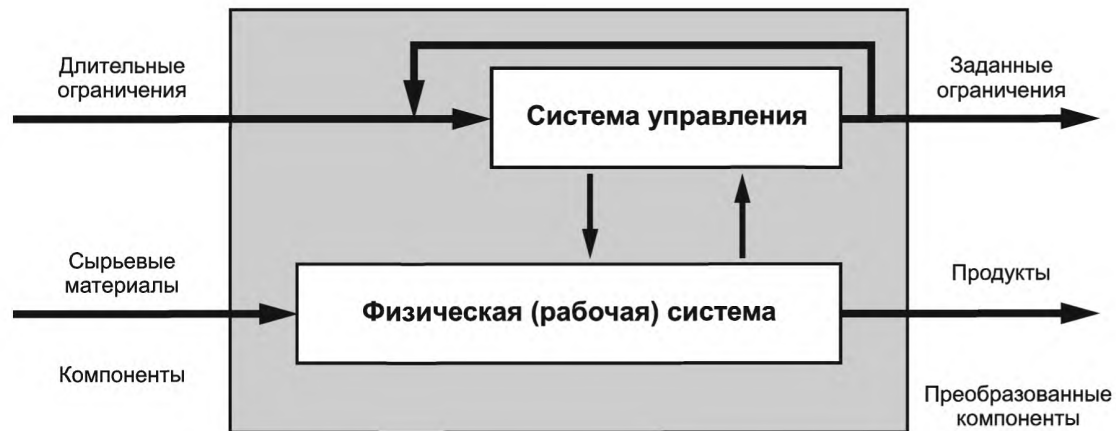 Длительные
ограничения
Заданные
ограничения
Система управления
Сырьевые
материалы
Продукты
Физическая (рабочая) система
Компоненты
Преобразованные
компоненты